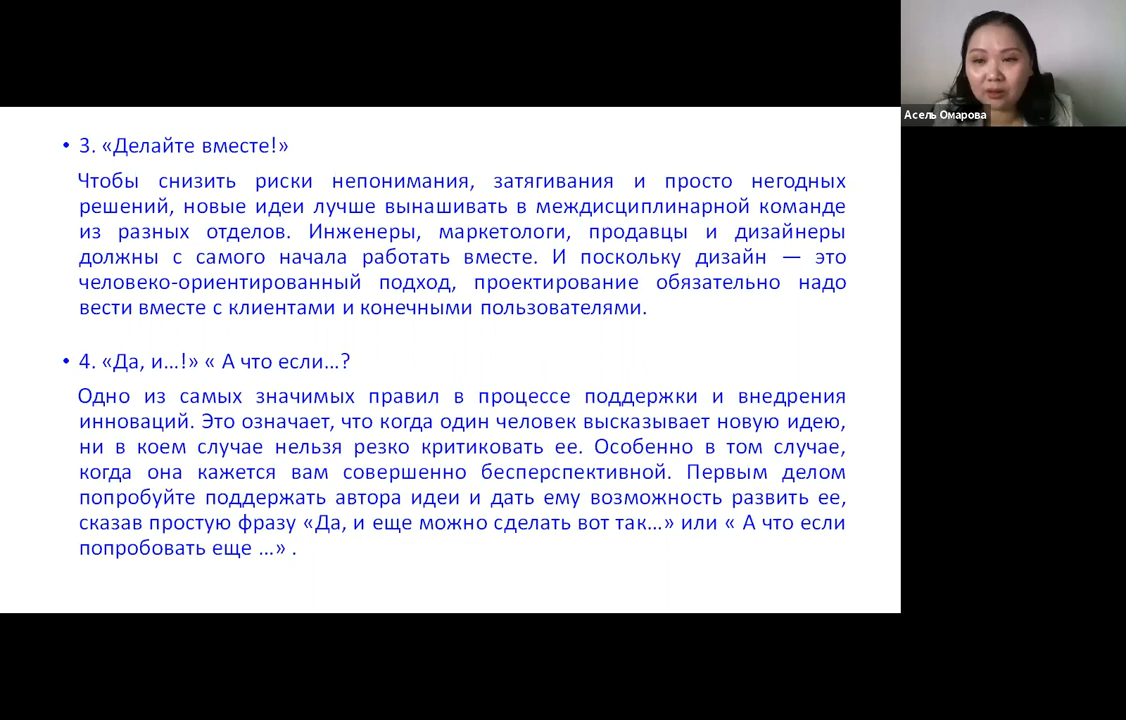 Асель Омарова
• 3. «Делайте вместе!»
Чтобы снизить риски непонимания, затягивания и просто негодных
решений, новые идеи лучше вынашивать в междисциплинарной команде
из разных отделов. Инженеры, маркетологи, продавцы и дизайнеры
должны с самого начала работать вместе. И поскольку дизайн — это
человеко-ориентированный подход, проектирование обязательно надо
вести вместе с клиентами и конечными пользователями.
• 4. «Да, и…!» « А что если…?
Одно из самых значимых правил в процессе поддержки и внедрения
инноваций. Это означает, что когда один человек высказывает новую идею,
ни в коем случае нельзя резко критиковать ее. Особенно в том случае,
когда она кажется вам совершенно бесперспективной. Первым делом
попробуйте поддержать автора идеи и дать ему возможность развить ее,
сказав простую фразу «Да, и еще можно сделать вот так…» или « А что если
попробовать еще …» .